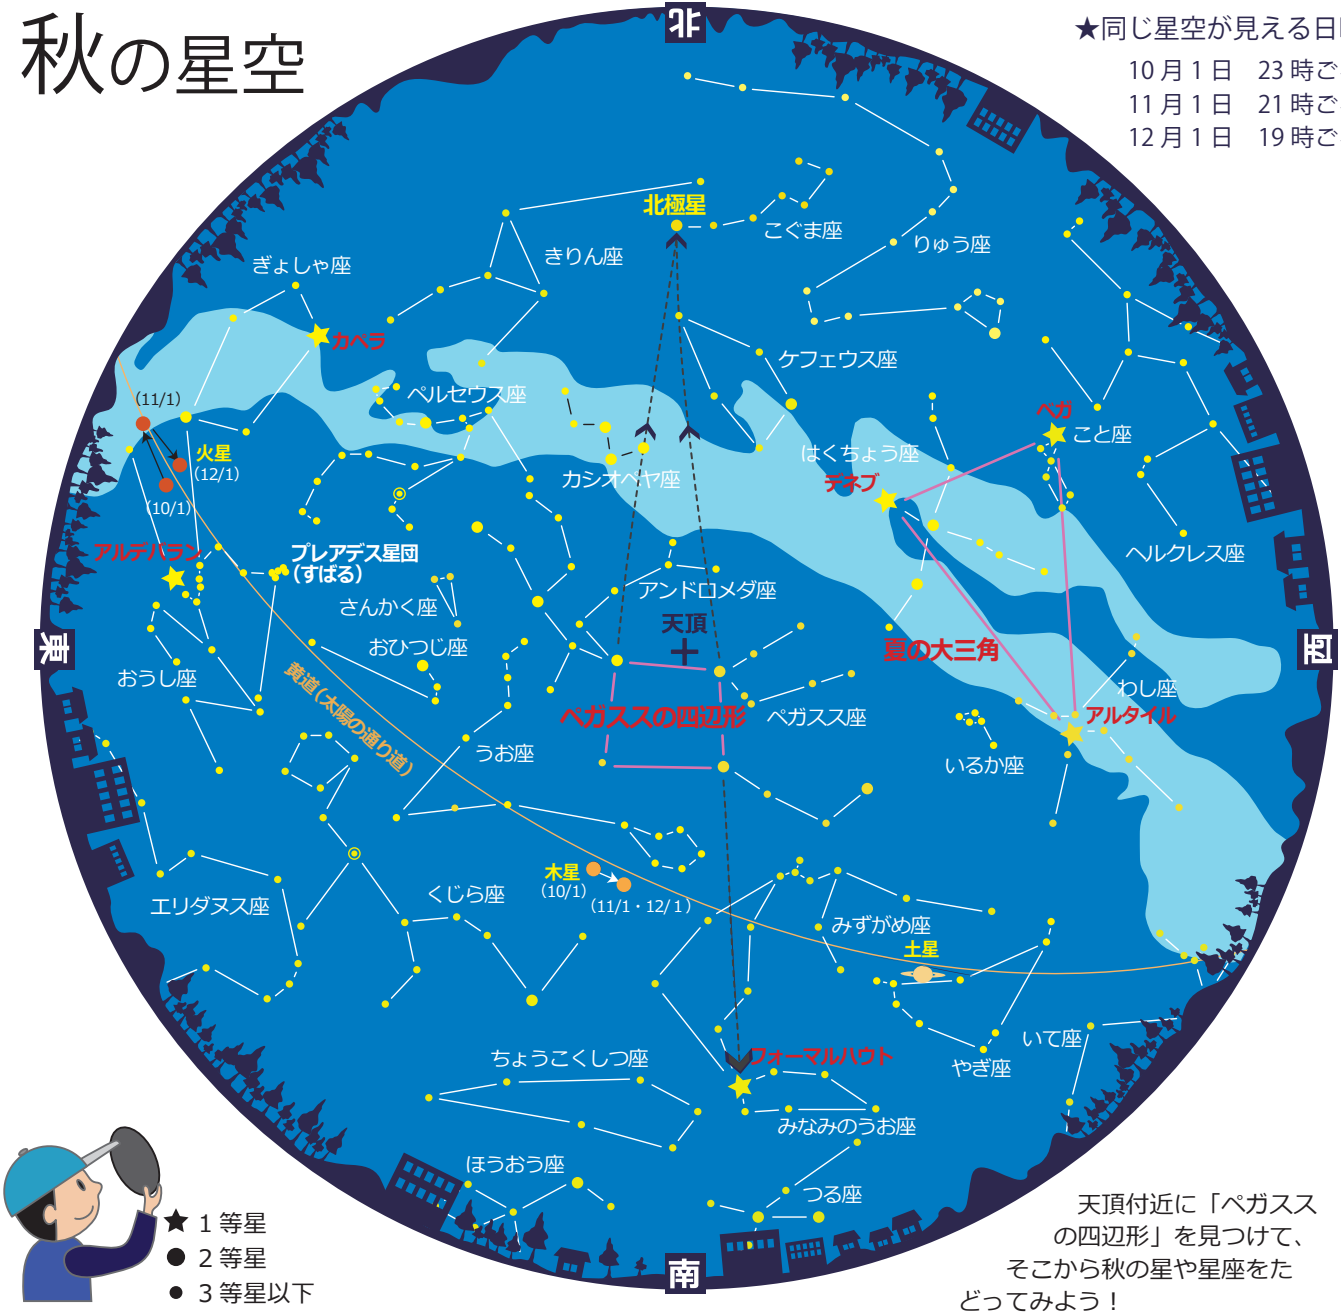 秋の星空
★同じ星空が見える日
10月1日 23時ご
11月1日 21時ご
12月1日 19時ご
北
北極星
こぐま座
りゅう座
きりん座
ぎょしゃ座
カペラ
ケフェウス座
ペルセウス座
(11/1)
火星
(12/1)
(10/1)
ベガ
こと座
はくちょう座
デネブ
カシオペヤ座
ヘルクレス座
アルデバラン
プレアデス星団
(すばる)
さんかく座
アンドロメダ座
天頂
おひつじ座
夏の大三角
東
西
おうし座
黄道(太陽の通り道)
わし座
アルタイル
ペガススの四辺形
ペガスス座
うお座
いるか座
木星
(10/1)
(11/1・12/1)
くじら座
エリダヌス座
みずがめ座
土星
いて座
やぎ座
フォーマルハウト
ちょうこくしつ座
みなみのうお座
ほうおう座
つる座
南
★ 1等星
● 2等星
● 3等星以下
天頂付近に「ペガスス
の四辺形」を見つけて、
そこから秋の星や星座をた
どってみよう！